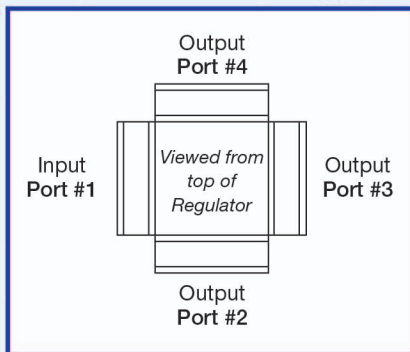 Output
Port #4
Input
Port #1
Viewed from
top of
Regulator
Output
Port #3
Output
Port #2